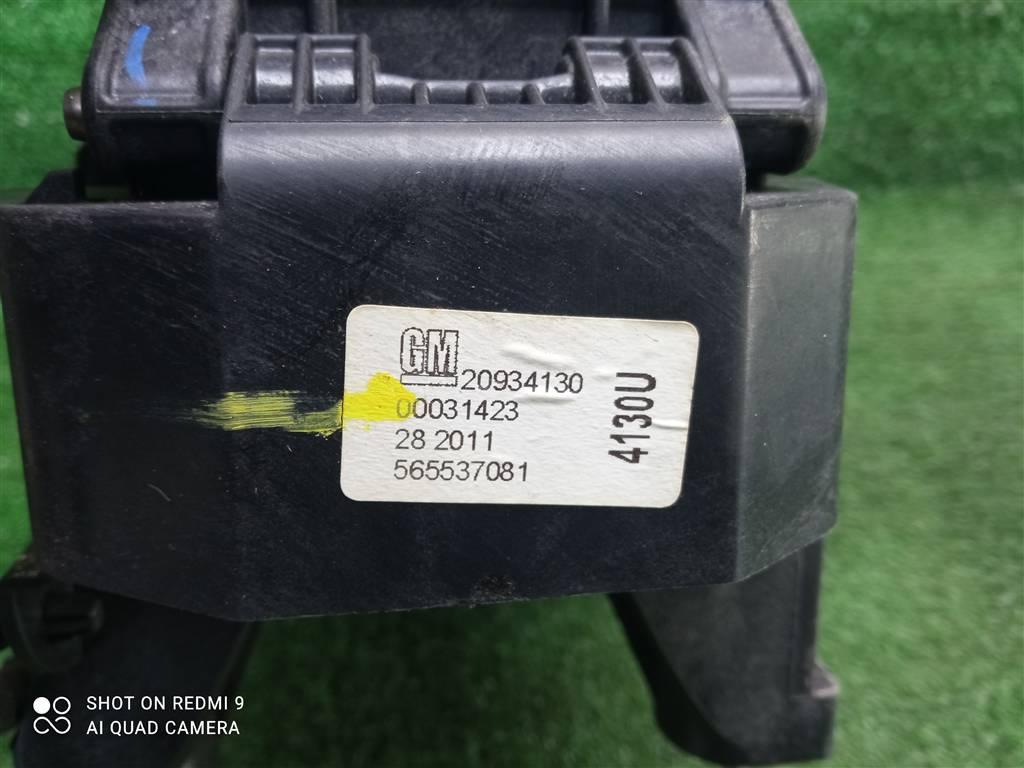 GM 20934130
00031423
28 2011
565537081
4130U
SHOT ON REDMI 9
AI QUAD CAMERA